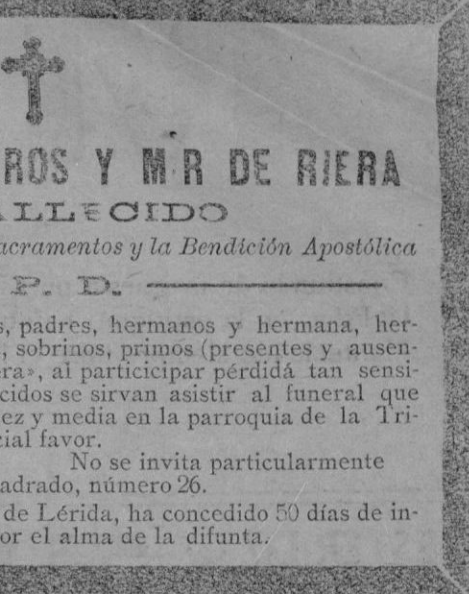 ROS Y M R DE RIERA
ALLECIDO
acramentos y la Bendición Apostólica
P. D.
s, padres, hermanos y hermana, her-
, sobrinos, primos (presentes y ausen-
era», al particicipar pérdidá tan sensi-
cidos se sirvan asistir al funeral que
ez y media en la parroquia de la Tri-
cial favor.
No se invita particularmente
adrado, número 26.
de Lérida, ha concedido 50 días de in-
or el alma de la difunta.